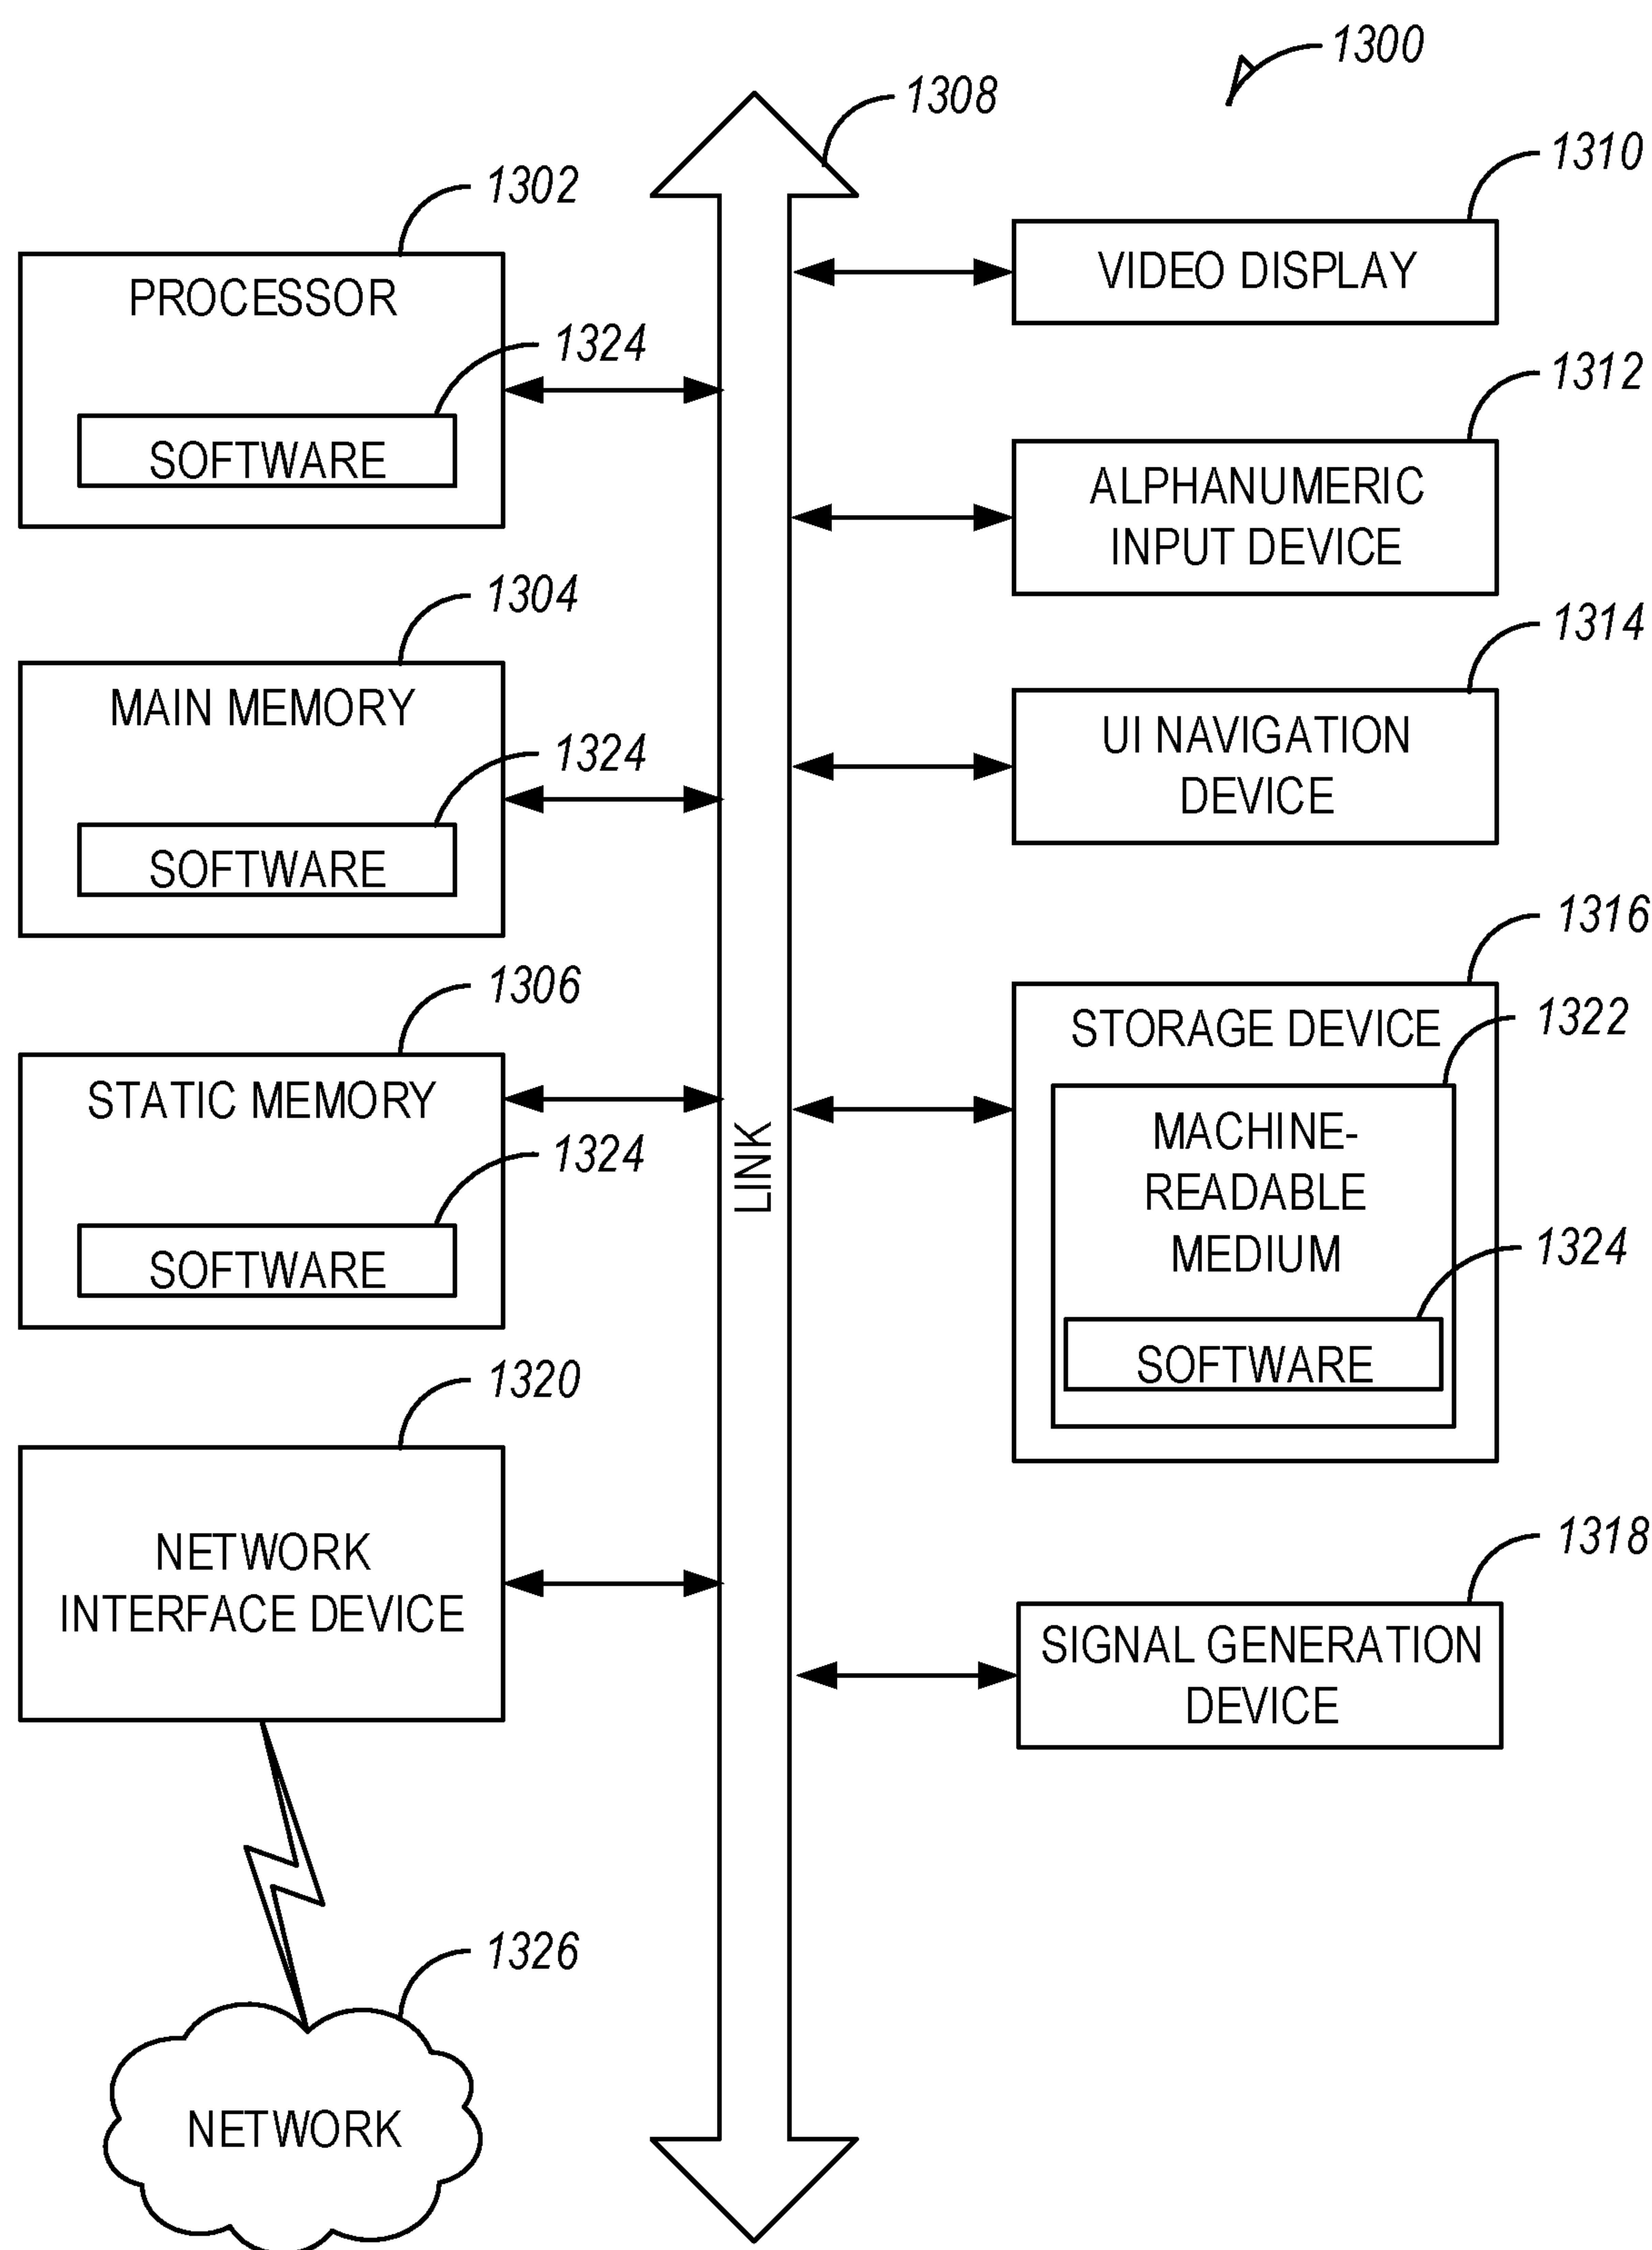 1300
1308
1302
PROCESSOR
1324
SOFTWARE
1304
MAIN MEMORY
1324
SOFTWARE
1306
STATIC MEMORY
1324
SOFTWARE
1320
NETWORK
INTERFACE DEVICE
1326
NETWORK
LINK
1310
VIDEO DISPLAY
1312
ALPHANUMERIC
INPUT DEVICE
1314
UI NAVIGATION
DEVICE
1316
STORAGE DEVICE
1322
MACHINE-
READABLE
MEDIUM
1324
SOFTWARE
1318
SIGNAL GENERATION
DEVICE